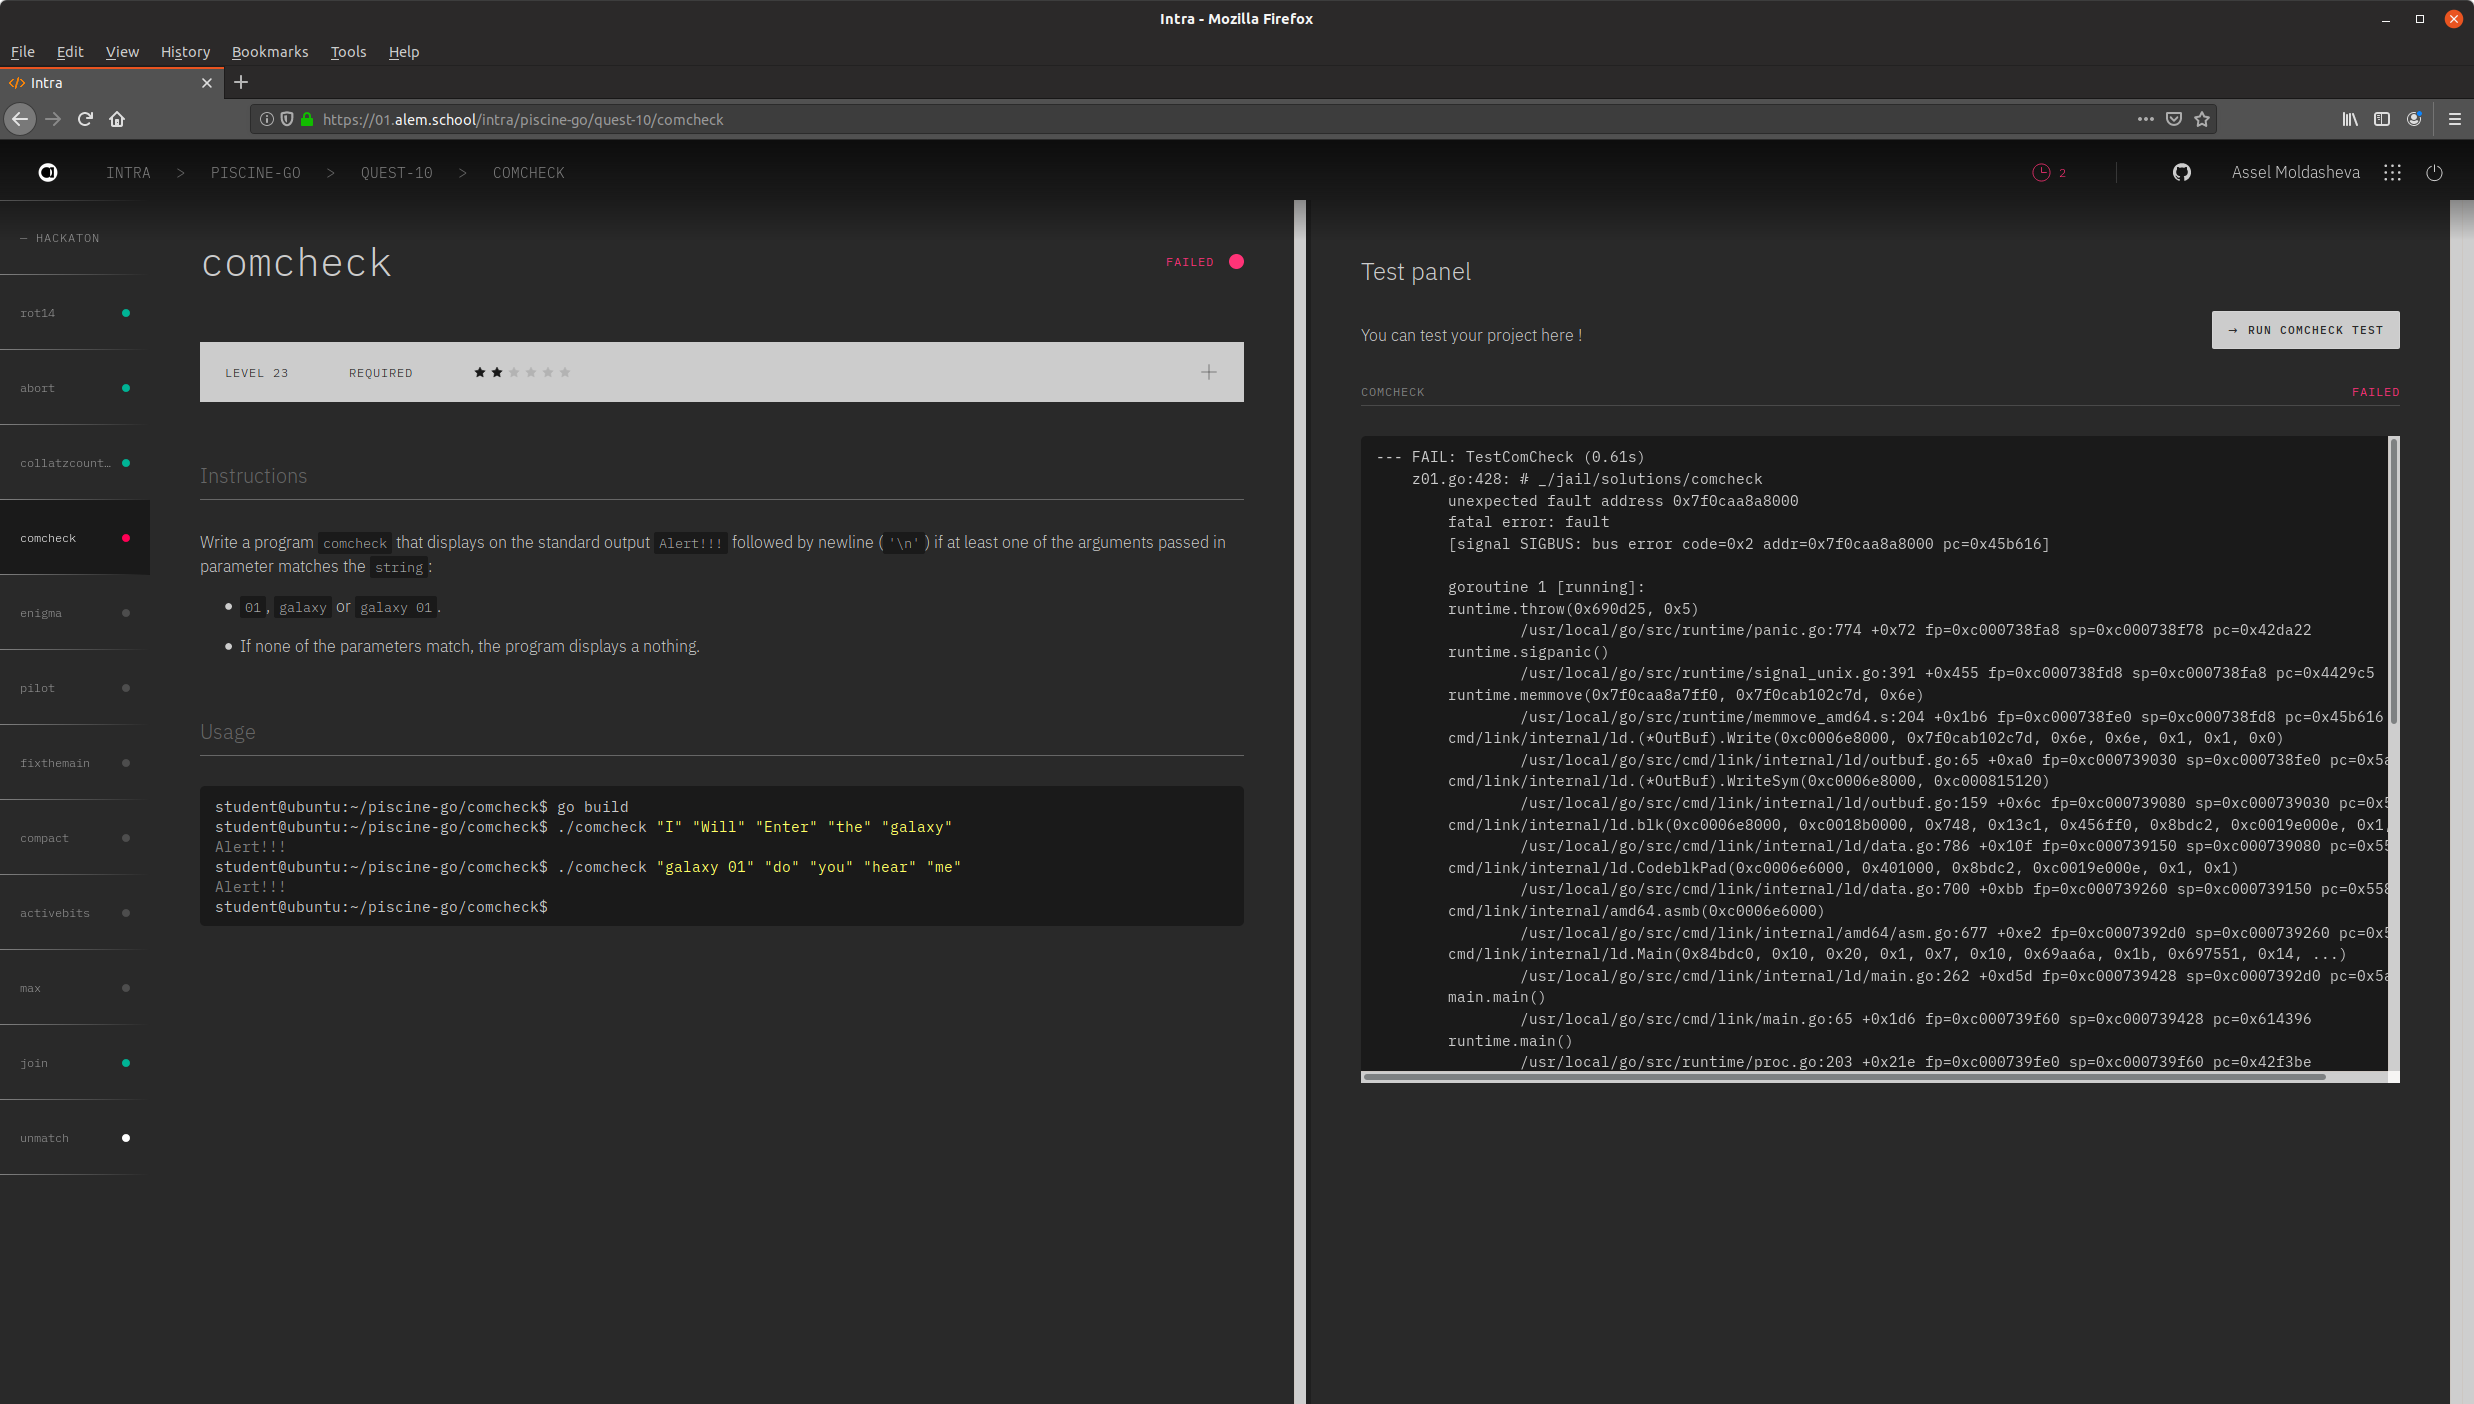 Intra - Mozilla Firefox
File Edit View History Bookmarks Tools Help
Intra
https://01.alem.school/intra/piscine-go/quest-10/comcheck
INTRA > PISCINE-GO > QUEST-10 > COMCHECK
2
Assel Moldasheva
— HACKATON
rot14
abort
collatzcount…
comcheck
enigma
pilot
fixthemain
compact
activebits
max
join
unmatch
comcheck
FAILED
LEVEL 23 REQUIRED
Instructions
Write a program comcheck that displays on the standard output Alert!!! followed by newline ( '\n' ) if at least one of the arguments passed in
parameter matches the string :
• 01 , galaxy or galaxy 01 .
• If none of the parameters match, the program displays a nothing.
Usage
student@ubuntu:~/piscine-go/comcheck$ go build
student@ubuntu:~/piscine-go/comcheck$ ./comcheck "I" "Will" "Enter" "the" "galaxy"
Alert!!!
student@ubuntu:~/piscine-go/comcheck$ ./comcheck "galaxy 01" "do" "you" "hear" "me"
Alert!!!
student@ubuntu:~/piscine-go/comcheck$
Test panel
You can test your project here !
→ RUN COMCHECK TEST
COMCHECK FAILED
--- FAIL: TestComCheck (0.61s)
z01.go:428: # _/jail/solutions/comcheck
unexpected fault address 0x7f0caa8a8000
fatal error: fault
[signal SIGBUS: bus error code=0x2 addr=0x7f0caa8a8000 pc=0x45b616]
goroutine 1 [running]:
runtime.throw(0x690d25, 0x5)
/usr/local/go/src/runtime/panic.go:774 +0x72 fp=0xc000738fa8 sp=0xc000738f78 pc=0x42da22
runtime.sigpanic()
/usr/local/go/src/runtime/signal_unix.go:391 +0x455 fp=0xc000738fd8 sp=0xc000738fa8 pc=0x4429c5
runtime.memmove(0x7f0caa8a7ff0, 0x7f0cab102c7d, 0x6e)
/usr/local/go/src/runtime/memmove_amd64.s:204 +0x1b6 fp=0xc000738fe0 sp=0xc000738fd8 pc=0x45b616
cmd/link/internal/ld.(*OutBuf).Write(0xc0006e8000, 0x7f0cab102c7d, 0x6e, 0x6e, 0x1, 0x1, 0x0)
/usr/local/go/src/cmd/link/internal/ld/outbuf.go:65 +0xa0 fp=0xc000739030 sp=0xc000738fe0 pc=0x5a
cmd/link/internal/ld.(*OutBuf).WriteSym(0xc0006e8000, 0xc000815120)
/usr/local/go/src/cmd/link/internal/ld/outbuf.go:159 +0x6c fp=0xc000739080 sp=0xc000739030 pc=0x5
cmd/link/internal/ld.blk(0xc0006e8000, 0xc0018b0000, 0x748, 0x13c1, 0x456ff0, 0x8bdc2, 0xc0019e000e, 0x1,
/usr/local/go/src/cmd/link/internal/ld/data.go:786 +0x10f fp=0xc000739150 sp=0xc000739080 pc=0x55
cmd/link/internal/ld.CodeblkPad(0xc0006e6000, 0x401000, 0x8bdc2, 0xc0019e000e, 0x1, 0x1)
/usr/local/go/src/cmd/link/internal/ld/data.go:700 +0xbb fp=0xc000739260 sp=0xc000739150 pc=0x558
cmd/link/internal/amd64.asmb(0xc0006e6000)
/usr/local/go/src/cmd/link/internal/amd64/asm.go:677 +0xe2 fp=0xc0007392d0 sp=0xc000739260 pc=0x5
cmd/link/internal/ld.Main(0x84bdc0, 0x10, 0x20, 0x1, 0x7, 0x10, 0x69aa6a, 0x1b, 0x697551, 0x14, ...)
/usr/local/go/src/cmd/link/internal/ld/main.go:262 +0xd5d fp=0xc000739428 sp=0xc0007392d0 pc=0x5a
main.main()
/usr/local/go/src/cmd/link/main.go:65 +0x1d6 fp=0xc000739f60 sp=0xc000739428 pc=0x614396
runtime.main()
/usr/local/go/src/runtime/proc.go:203 +0x21e fp=0xc000739fe0 sp=0xc000739f60 pc=0x42f3be